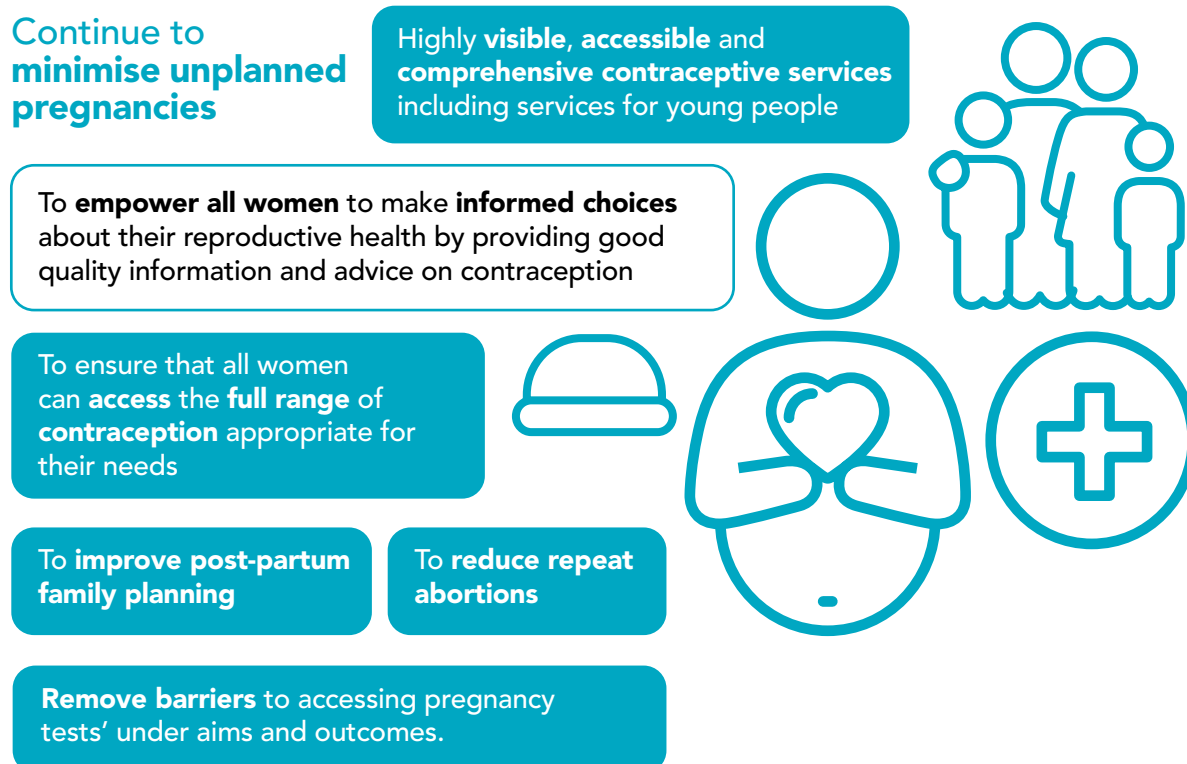 Continue to
minimise unplanned
pregnancies
Highly visible, accessible and
comprehensive contraceptive services
including services for young people
To empower all women to make informed choices
about their reproductive health by providing good
quality information and advice on contraception
To ensure that all women
can access the full range of
contraception appropriate for
their needs
To improve post-partum
family planning
To reduce repeat
abortions
Remove barriers to accessing pregnancy
tests’ under aims and outcomes.